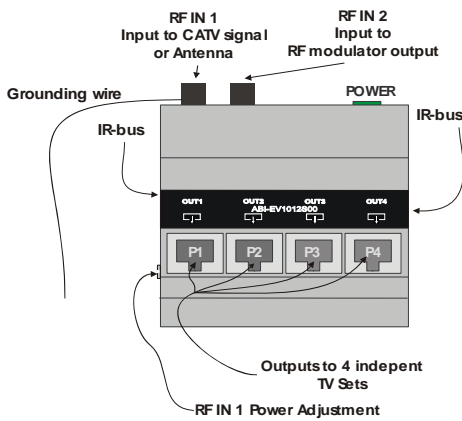 RF IN 1
Input to CATV signal
or Antenna
RF IN 2
Input to
RF modulator output
Grounding wire
POWER
IR-bus
IR-bus
OUT1
OUT2
OUT3
OUT4
ABI-EV1012S00
P1
P2
P3
P4
Outputs to 4 indepent
TV Sets
RF IN 1 Power Adjustment